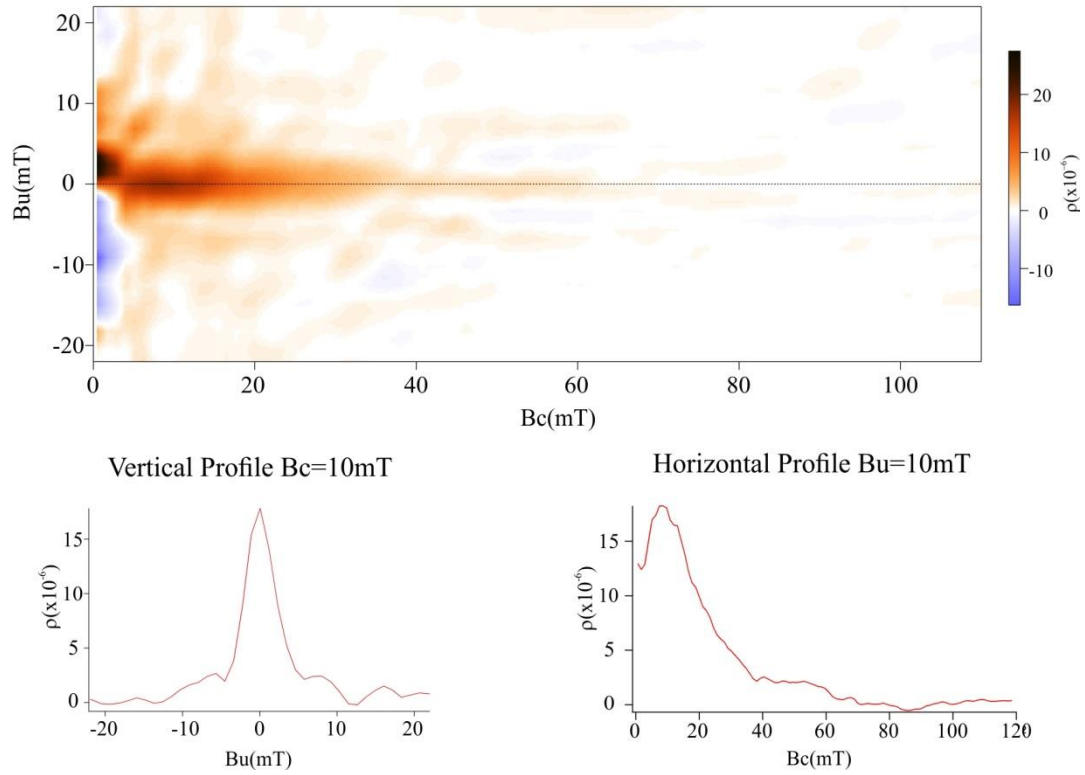 20
10
0
-10
-20
Bu(mT)
0 20 40 60 80 100
Bc(mT)
20
10
0
-10
ρ(x10⁻⁶)
Vertical Profile Bc=10mT
15
10
5
0
ρ(x10⁻⁶)
-20 -10 0 10 20
Bu(mT)
Horizontal Profile Bu=10mT
15
10
5
0
ρ(x10⁻⁶)
0 20 40 60 80 100 120
Bc(mT)